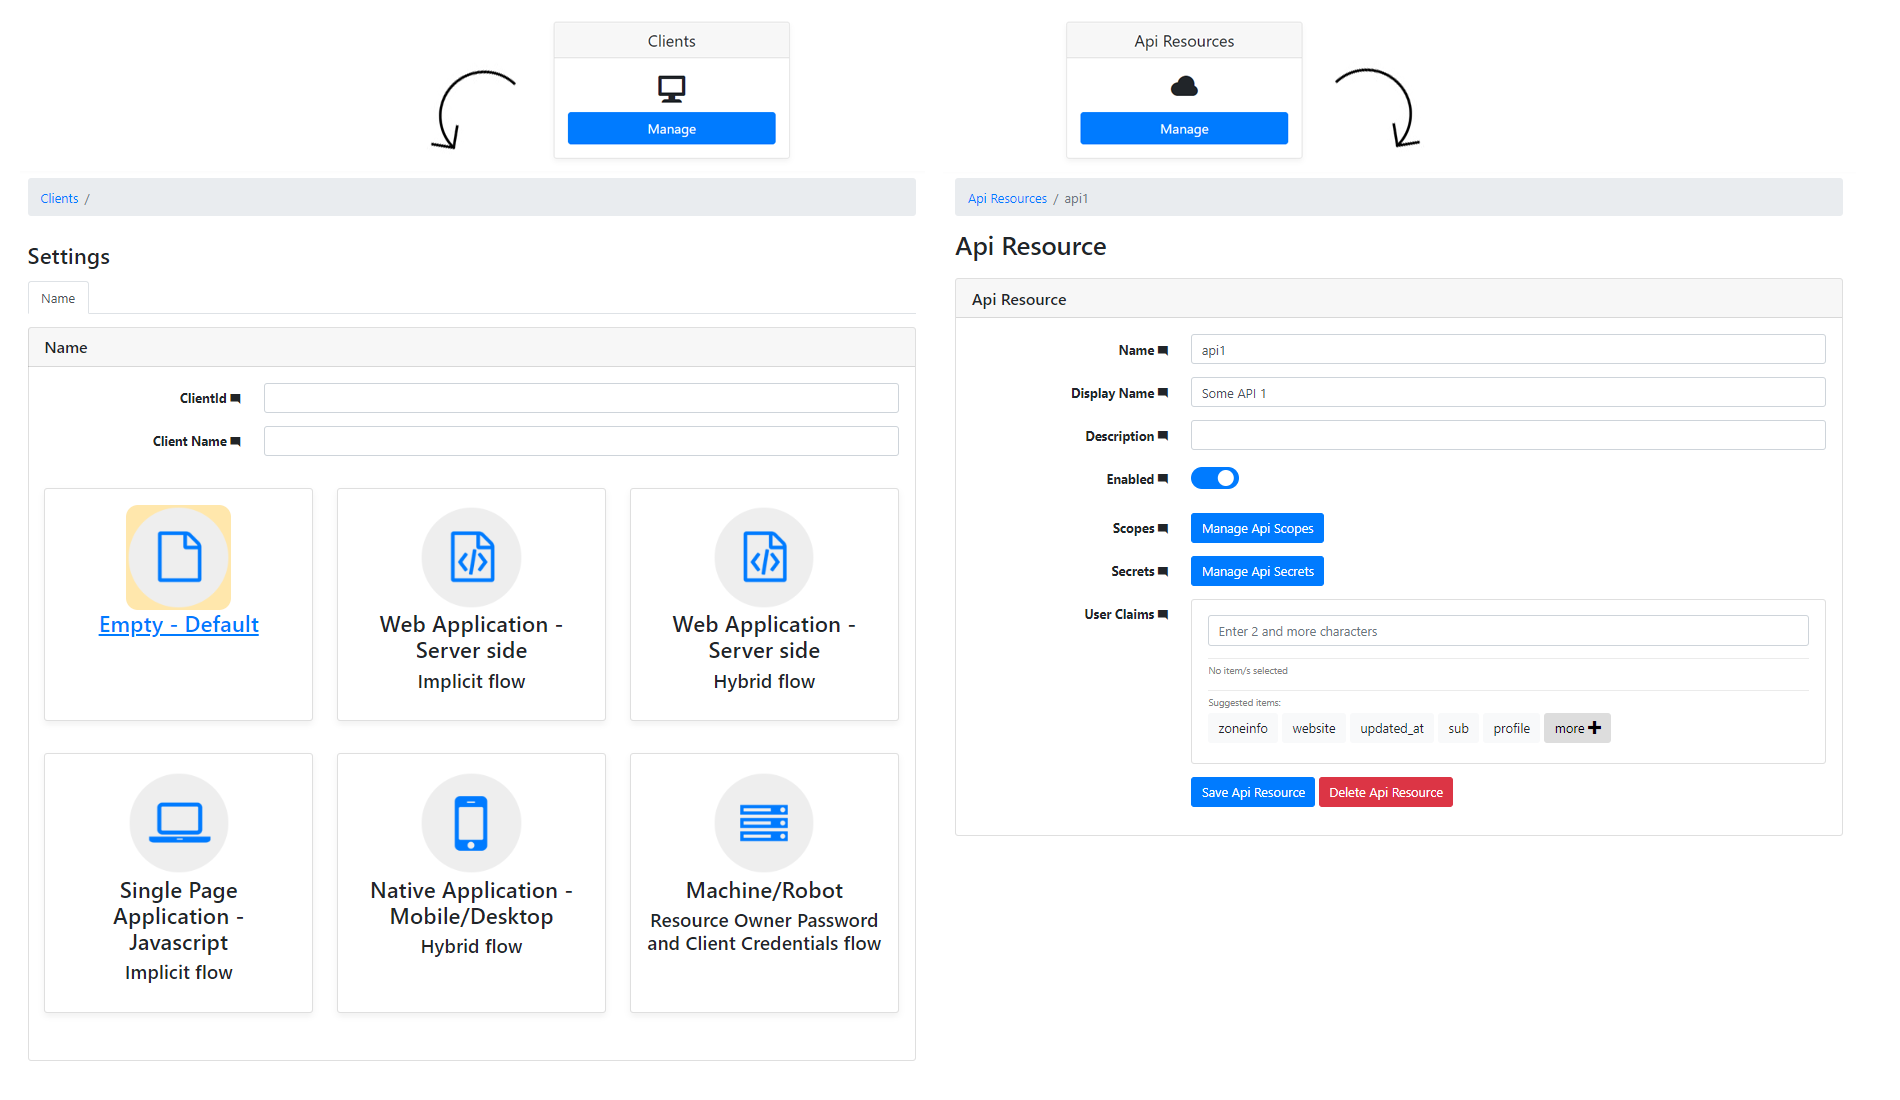 Clients
Manage
Api Resources
Manage
Clients /
Settings
Name
Name
ClientId
Client Name
Empty - Default
Web Application -
Server side
Implicit flow
Web Application -
Server side
Hybrid flow
Single Page
Application -
Javascript
Implicit flow
Native Application -
Mobile/Desktop
Hybrid flow
Machine/Robot
Resource Owner Password
and Client Credentials flow
Api Resources / api1
Api Resource
Api Resource
Name api1
Display Name Some API 1
Description
Enabled
Scopes Manage Api Scopes
Secrets Manage Api Secrets
User Claims
Enter 2 and more characters
No item/s selected
Suggested items:
zoneinfo website updated_at sub profile more
Save Api Resource Delete Api Resource